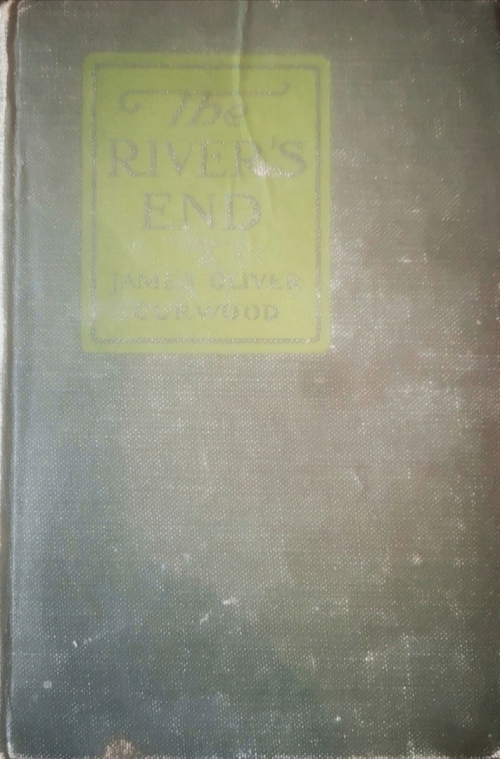 The
RIVER'S
END
JAMES OLIVER
CURWOOD